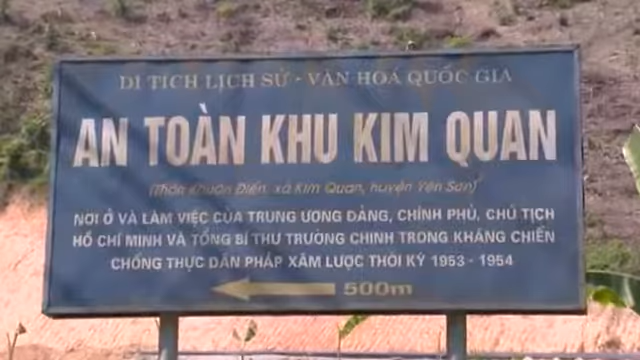 DI TÍCH LỊCH SỬ - VĂN HOÁ QUỐC GIA
AN TOÀN KHU KIM QUAN
(Thôn Khuôn Điển, xã Kim Quan, huyện Yên Sơn)
NƠI Ở VÀ LÀM VIỆC CỦA TRUNG ƯƠNG ĐẢNG, CHÍNH PHỦ, CHỦ TỊCH
HỒ CHÍ MINH VÀ TỔNG BÍ THƯ TRƯỜNG CHINH TRONG KHÁNG CHIẾN
CHỐNG THỰC DÂN PHÁP XÂM LƯỢC THỜI KỲ 1953 - 1954
500m